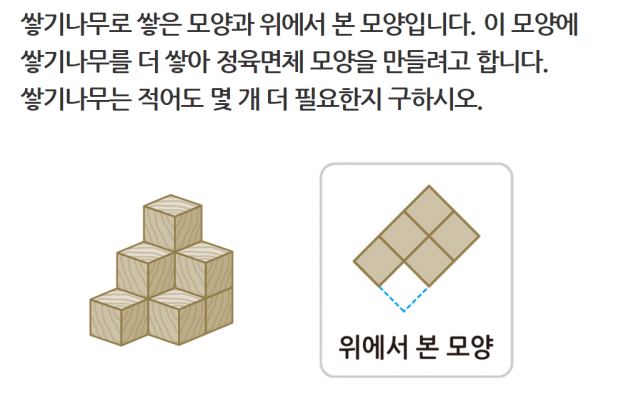 쌓기나무로 쌓은 모양과 위에서 본 모양입니다. 이 모양에
쌓기나무를 더 쌓아 정육면체 모양을 만들려고 합니다.
쌓기나무는 적어도 몇 개 더 필요한지 구하시오.
위에서 본 모양